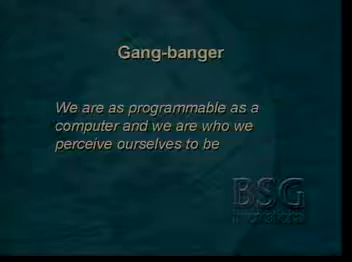 Gang-banger
We are as programmable as a
computer and we are who we
perceive ourselves to be
BSG